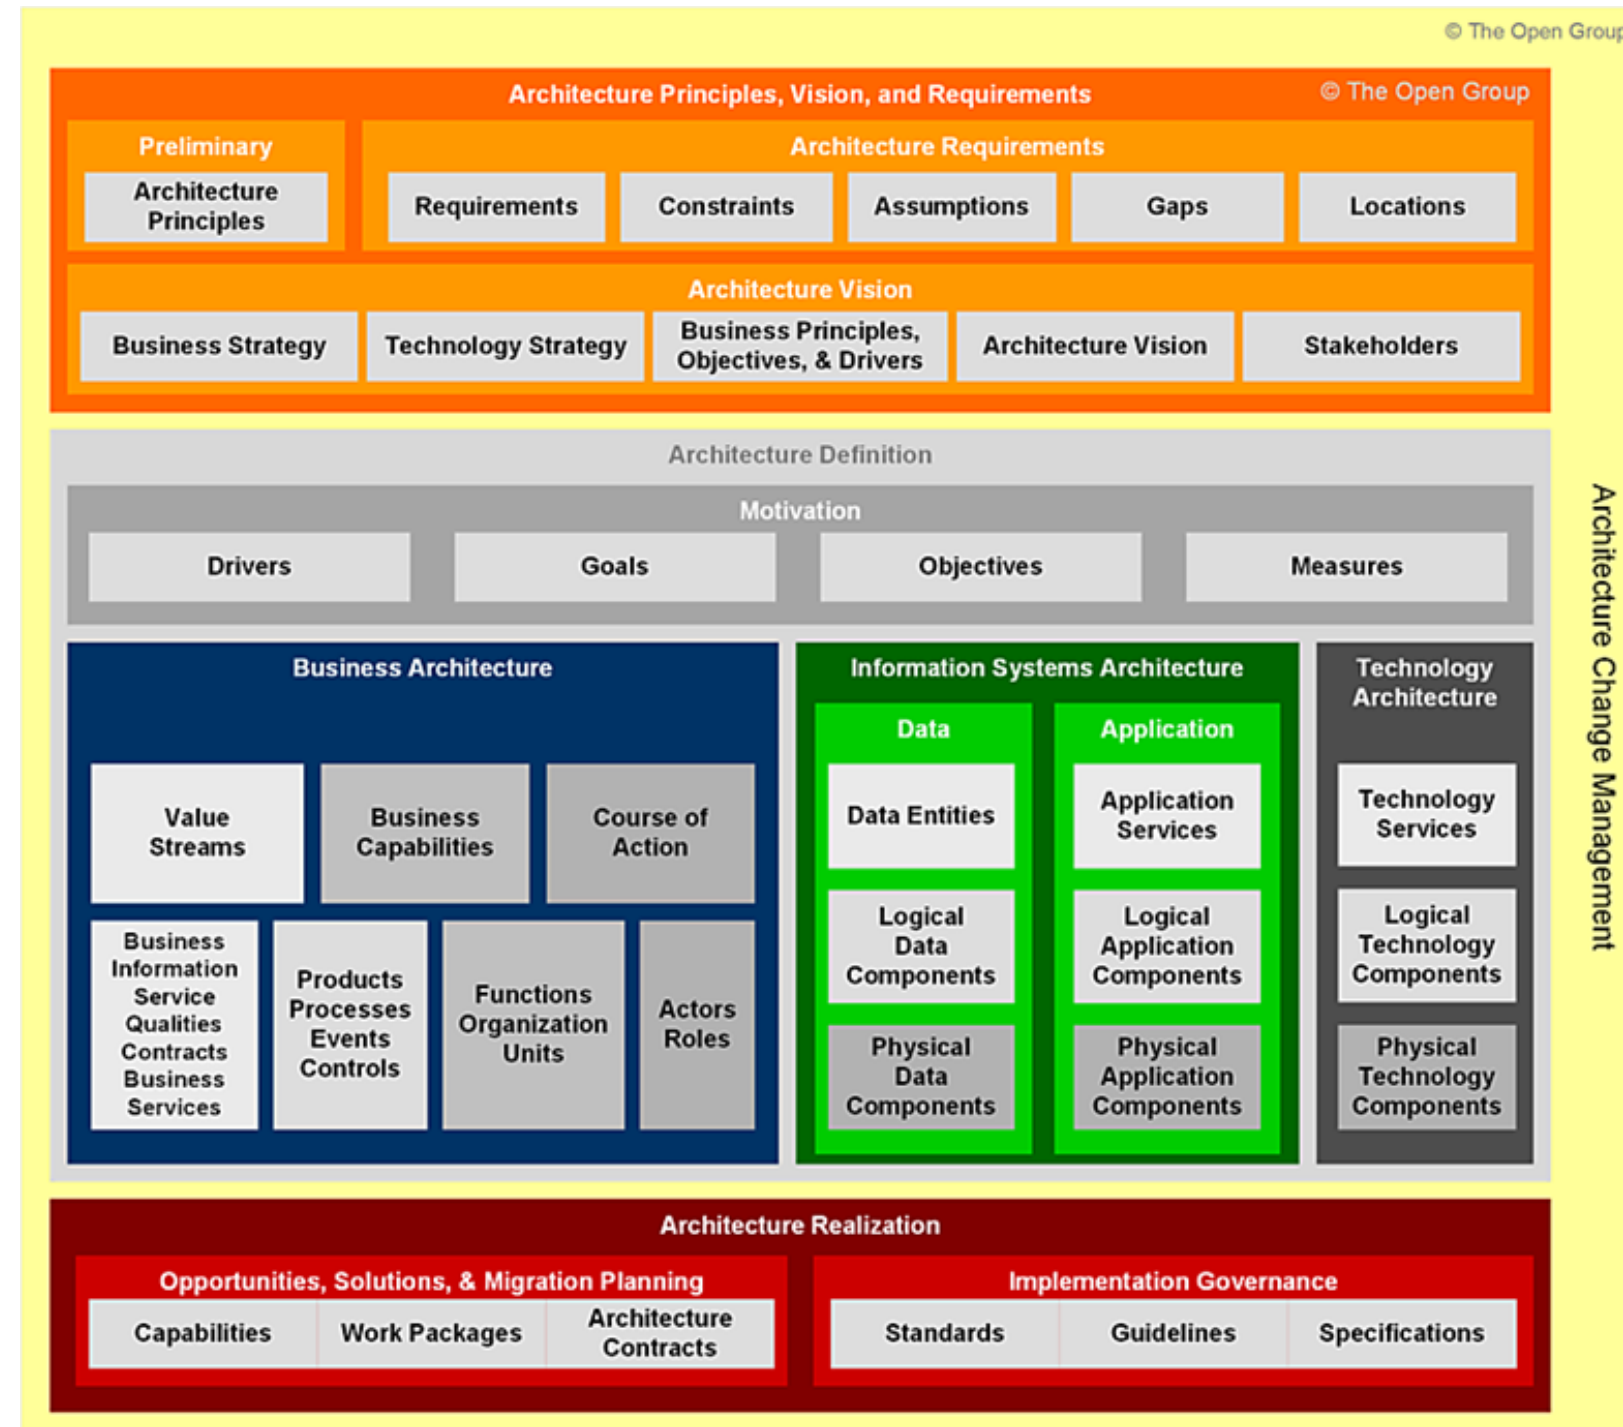 © The Open Group
Architecture Principles, Vision, and Requirements
© The Open Group
Preliminary
Architecture
Principles
Architecture Requirements
Requirements
Constraints
Assumptions
Gaps
Locations
Architecture Vision
Business Strategy
Technology Strategy
Business Principles,
Objectives, & Drivers
Architecture Vision
Stakeholders
Architecture Definition
Motivation
Drivers
Goals
Objectives
Measures
Business Architecture
Value
Streams
Business
Capabilities
Course of
Action
Business
Information
Service
Qualities
Contracts
Business
Services
Products
Processes
Events
Controls
Functions
Organization
Units
Actors
Roles
Information Systems Architecture
Data
Data Entities
Logical
Data
Components
Physical
Data
Components
Application
Application
Services
Logical
Application
Components
Physical
Application
Components
Technology
Architecture
Technology
Services
Logical
Technology
Components
Physical
Technology
Components
Architecture Realization
Opportunities, Solutions, & Migration Planning
Capabilities
Work Packages
Architecture
Contracts
Implementation Governance
Standards
Guidelines
Specifications
Architecture Change Management